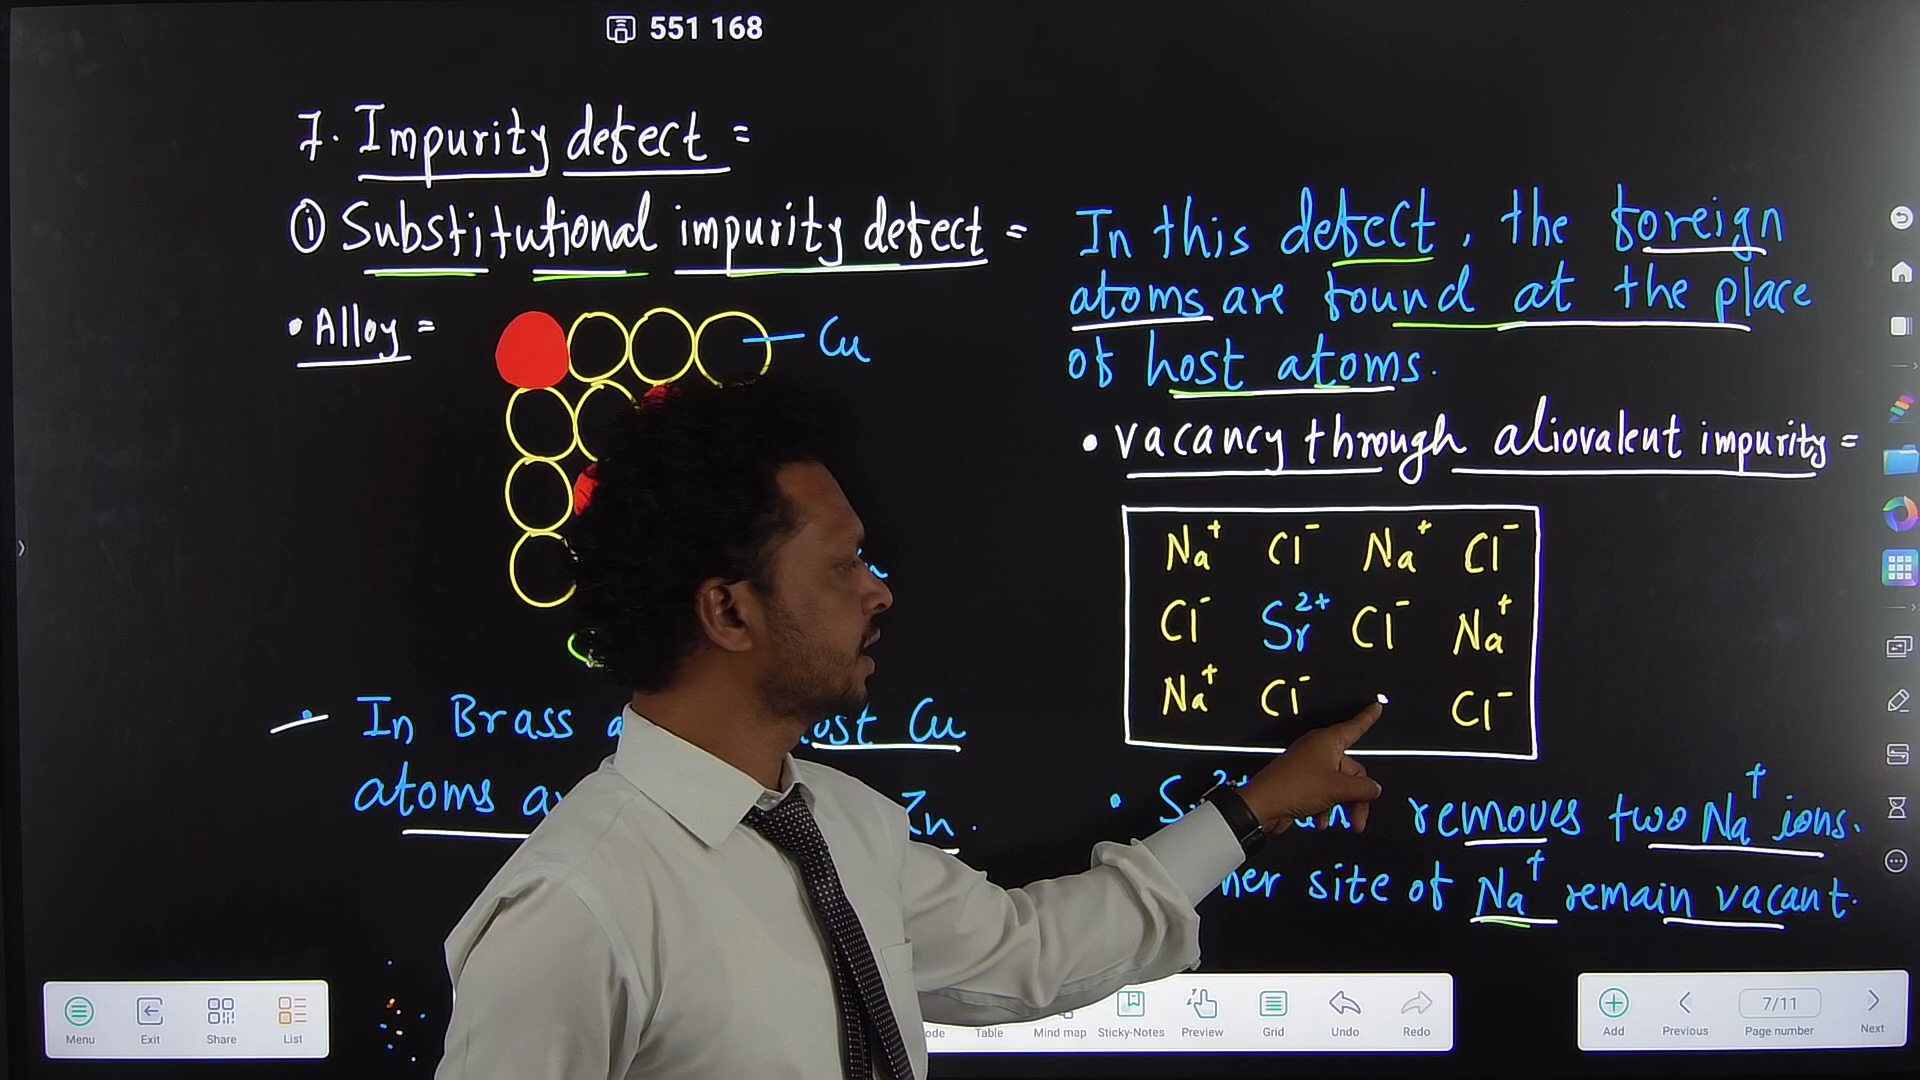 551 168
7. Impurity defect =
① Substitutional impurity defect =
• Alloy =
Cu
In Brass ost Cu
atoms a Zn.
In this defect, the foreign
atoms are found at the place
of host atoms.
• vacancy through aliovalent impurity =
Na⁺ Cl⁻ Na⁺ Cl⁻
Cl⁻ Sr²⁺ Cl⁻ Na⁺
Na⁺ Cl⁻ Cl⁻
• removes two Na⁺ ions.
site of Na⁺ remain vacant.
Menu Exit Share List
Table Mind map Sticky-Notes Preview Grid Undo Redo
Add Previous 7/11 Page number Next